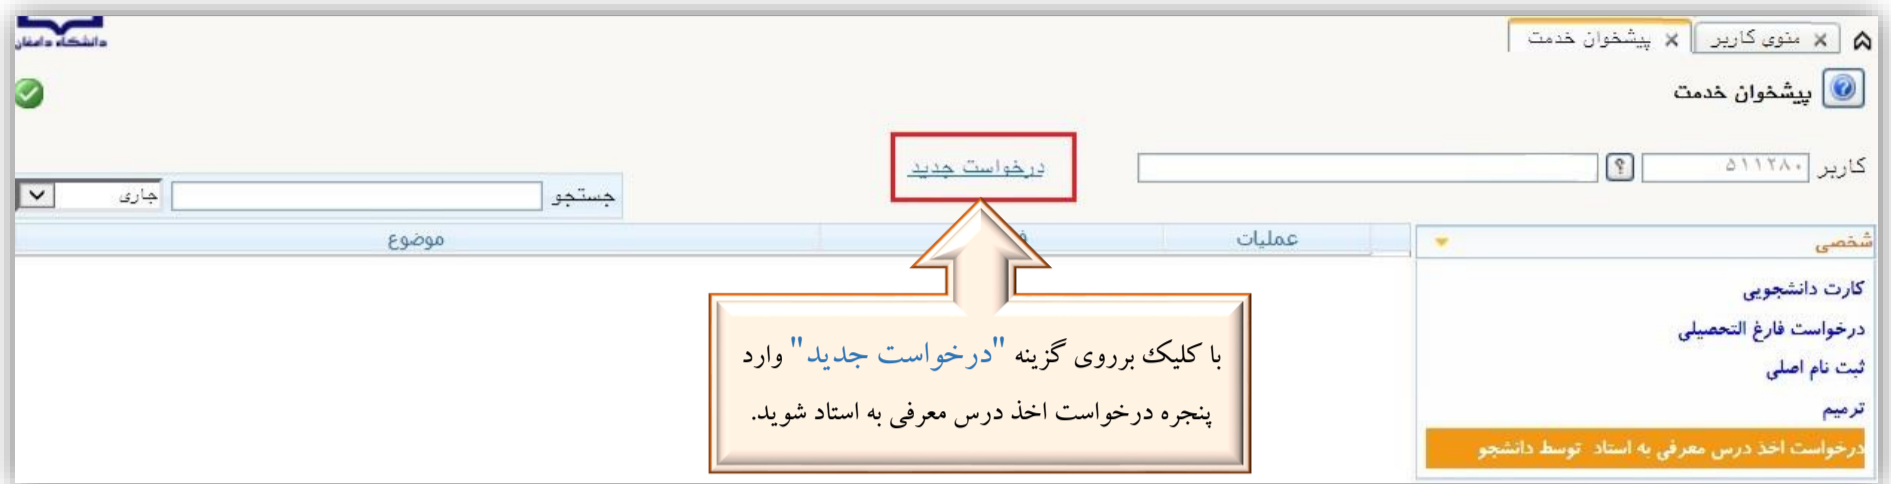 منوی کاربر
پیشخوان خدمت
دانشگاه دامغان
پیشخوان خدمت
کاربر ۵۱۱۲۸۰
درخواست جدید
جستجو
جاری
شخصی
عملیات
موضوع
کارت دانشجویی
درخواست فارغ التحصیلی
ثبت نام اصلی
ترمیم
درخواست اخذ درس معرفی به استاد توسط دانشجو
با کلیک برروی گزینه "درخواست جدید" وارد
پنجره درخواست اخذ درس معرفی به استاد شوید.